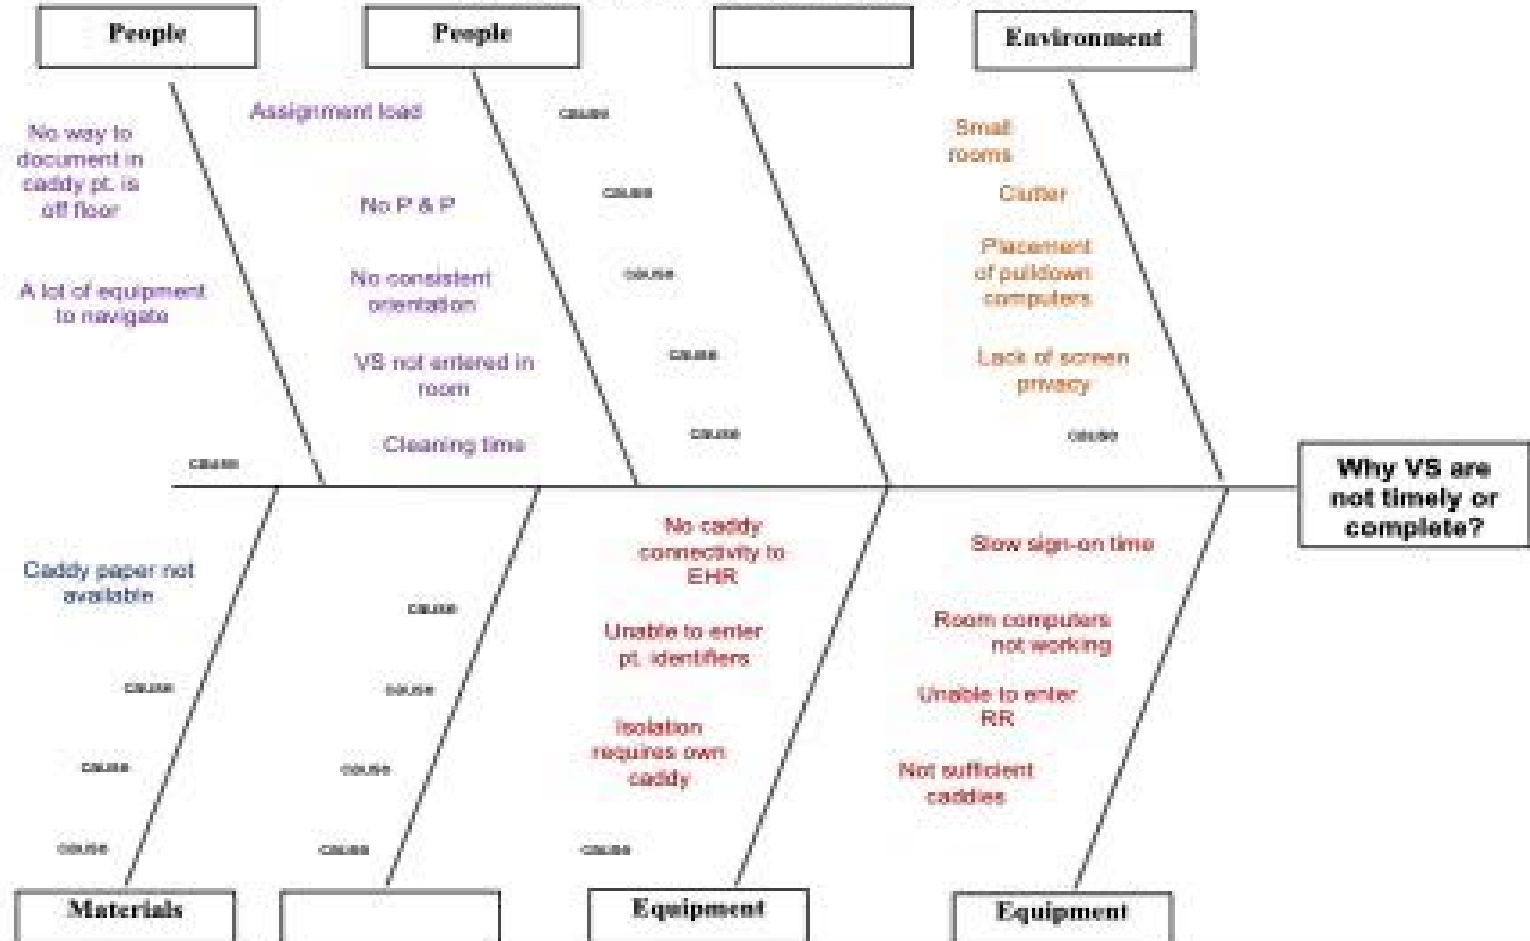 People
People
Environment
No way to
document in
caddy pt. is
off floor
A lot of equipment
to navigate
cause
Assignment load
No P & P
No consistent
orientation
VS not entered in
room
Cleaning time
cause
cause
cause
cause
cause
Small
rooms
Clutter
Placement
of pulldown
computers
Lack of screen
privacy
cause
Why VS are
not timely or
complete?
Caddy paper not
available
cause
cause
cause
cause
cause
cause
cause
No caddy
connectivity to
EHR
Unable to enter
pt. identifiers
Isolation
requires own
caddy
cause
Slow sign-on time
Room computers
not working
Unable to enter
RR
Not sufficient
caddies
Materials
Equipment
Equipment